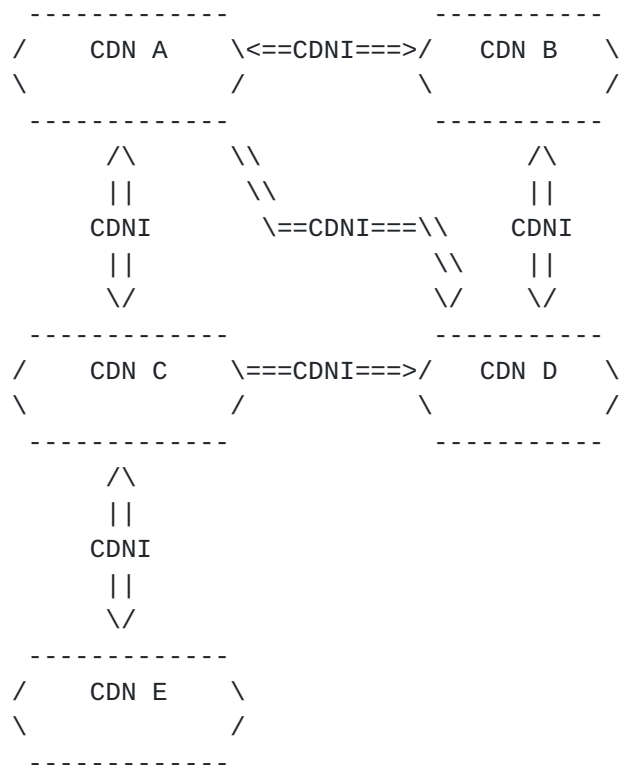 -------------              -----------
/    CDN A    \<==CDNI===>/   CDN B   \
\             /           \           /
 -------------             -----------
      /\      \\                 /\
      ||       \\                ||
     CDNI       \==CDNI===\\    CDNI
      ||                   \\    ||
      \/                   \/    \/
 -------------             -----------
/    CDN C    \===CDNI===>/   CDN D   \
\             /           \           /
 -------------             -----------
      /\
      ||
     CDNI
      ||
      \/
 -------------
/    CDN E    \
\             /
 -------------